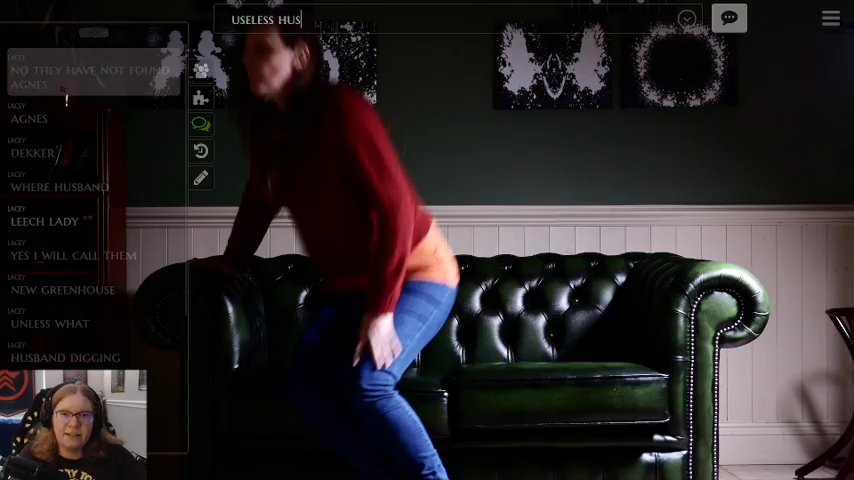 USELESS HUS
LACEY
NO THEY HAVE NOT FOUND
AGNES
LACEY
AGNES
LACEY
DEKKER
LACEY
WHERE HUSBAND
LACEY
LEECH LADY
LACEY
YES I WILL CALL THEM
LACEY
NEW GREENHOUSE
LACEY
UNLESS WHAT
LACEY
HUSBAND DIGGING